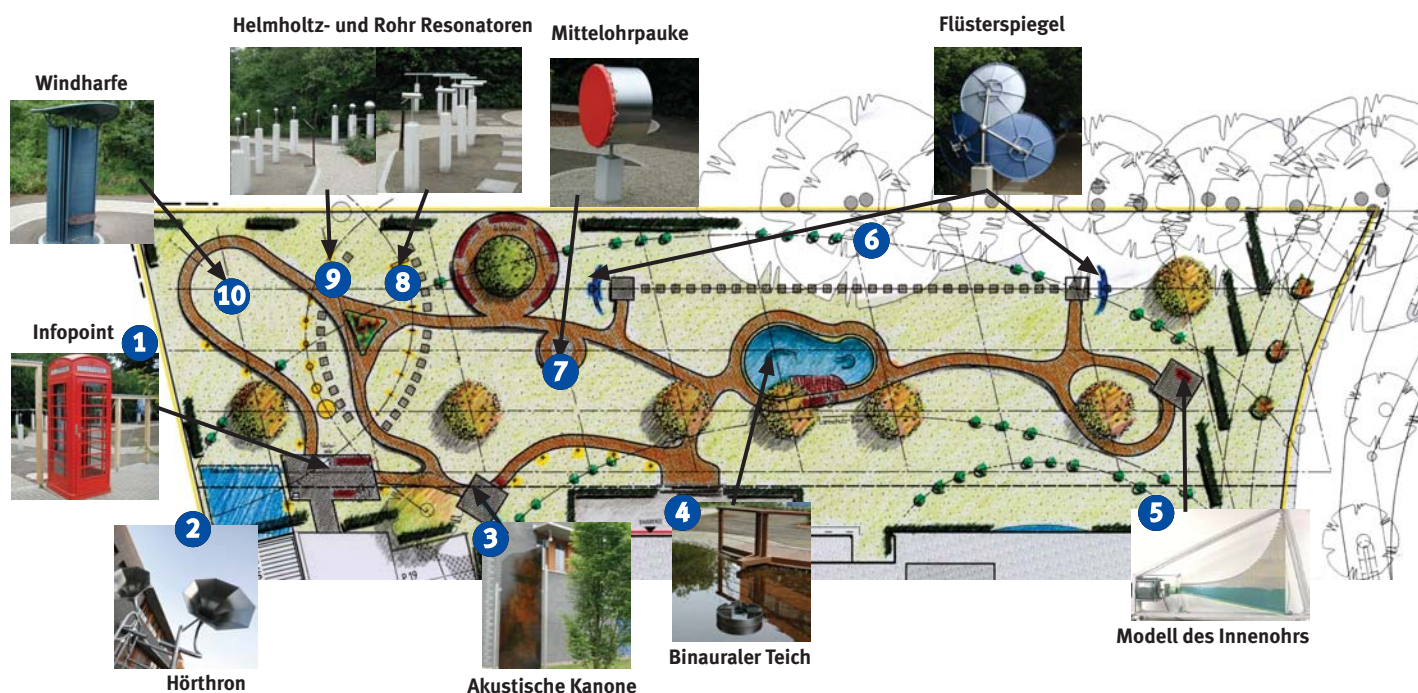 Helmholtz- und Rohr Resonatoren
Mittelohrpauke
Flüsterspiegel
Windharfe
6
9
8
10
Infopoint
1
7
2
3
4
5
P 19
Modell des Innenohrs
Binauraler Teich
Hörthron
Akustische Kanone